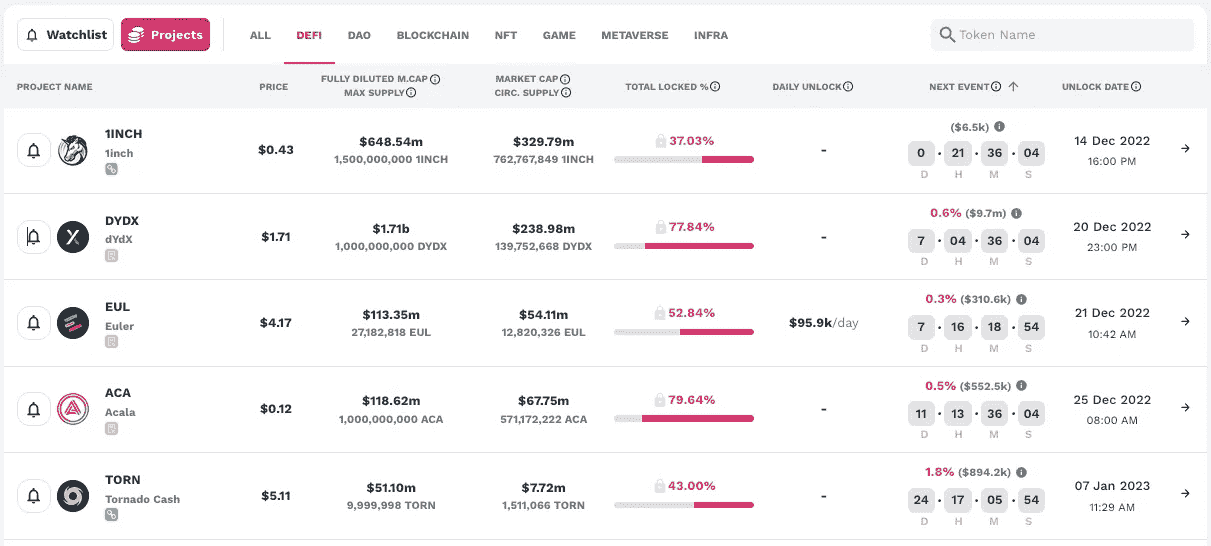 Watchlist Projects ALL DEFI DAO BLOCKCHAIN NFT GAME METAVERSE INFRA Token Name
PROJECT NAME PRICE FULLY DILUTED M.CAP MARKET CAP TOTAL LOCKED % DAILY UNLOCK NEXT EVENT UNLOCK DATE
MAX SUPPLY CIRC. SUPPLY
($6.5k)
1INCH $0.43 $648.54m $329.79m 37.03% - 0 · 21 · 36 · 04 14 Dec 2022
1inch 1,500,000,000 1INCH 762,767,849 1INCH 16:00 PM
D H M S
0.6% ($9.7m)
DYDX $1.71 $1.71b $238.98m 77.84% - 7 · 04 · 36 · 04 20 Dec 2022
dYdX 1,000,000,000 DYDX 139,752,668 DYDX 23:00 PM
D H M S
0.3% ($310.6k)
EUL $4.17 $113.35m $54.11m 52.84% $95.9k/day 7 · 16 · 18 · 54 21 Dec 2022
Euler 27,182,818 EUL 12,820,326 EUL 10:42 AM
D H M S
0.5% ($552.5k)
ACA $0.12 $118.62m $67.75m 79.64% - 11 · 13 · 36 · 04 25 Dec 2022
Acala 1,000,000,000 ACA 571,172,222 ACA 08:00 AM
D H M S
1.8% ($894.2k)
TORN $5.11 $51.10m $7.72m 43.00% - 24 · 17 · 05 · 54 07 Jan 2023
Tornado Cash 9,999,998 TORN 1,511,066 TORN 11:29 AM
D H M S